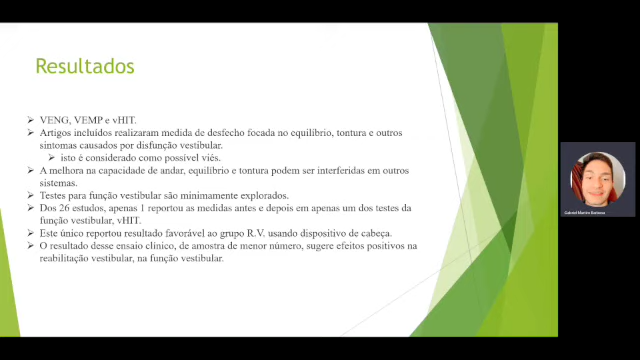 Resultados
VENG, VEMP e vHIT.
Artigos incluídos realizaram medida de desfecho focada no equilíbrio, tontura e outros
sintomas causados por disfunção vestibular.
isto é considerado como possível viés.
A melhora na capacidade de andar, equilíbrio e tontura podem ser interferidas em outros
sistemas.
Testes para função vestibular são minimamente explorados.
Dos 26 estudos, apenas 1 reportou as medidas antes e depois em apenas um dos testes da
função vestibular, vHIT.
Este único reportou resultado favorável ao grupo R.V. usando dispositivo de cabeça.
O resultado desse ensaio clínico, de amostra de menor número, sugere efeitos positivos na
reabilitação vestibular, na função vestibular.
Gabriel Barbosa